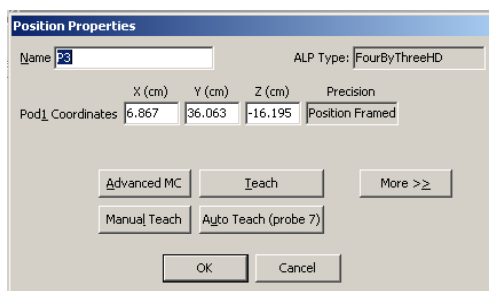 Position Properties
Name P3 ALP Type: FourByThreeHD
X (cm) Y (cm) Z (cm) Precision
Pod1 Coordinates 6.867 36.063 -16.195 Position Framed
Advanced MC Teach More >>
Manual Teach Auto Teach (probe 7)
OK Cancel